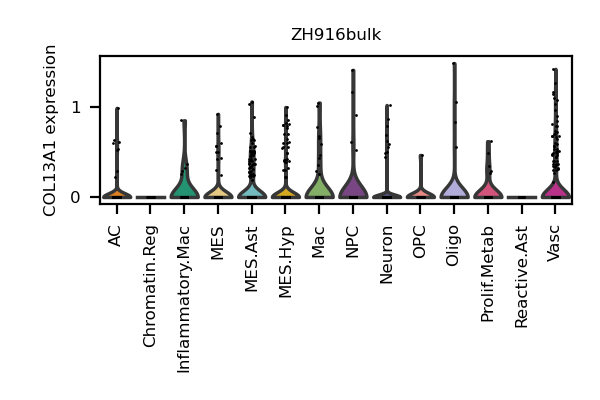 ZH916bulk
COL13A1 expression
1
0
AC
Chromatin.Reg
Inflammatory.Mac
MES
MES.Ast
MES.Hyp
Mac
NPC
Neuron
OPC
Oligo
Prolif.Metab
Reactive.Ast
Vasc